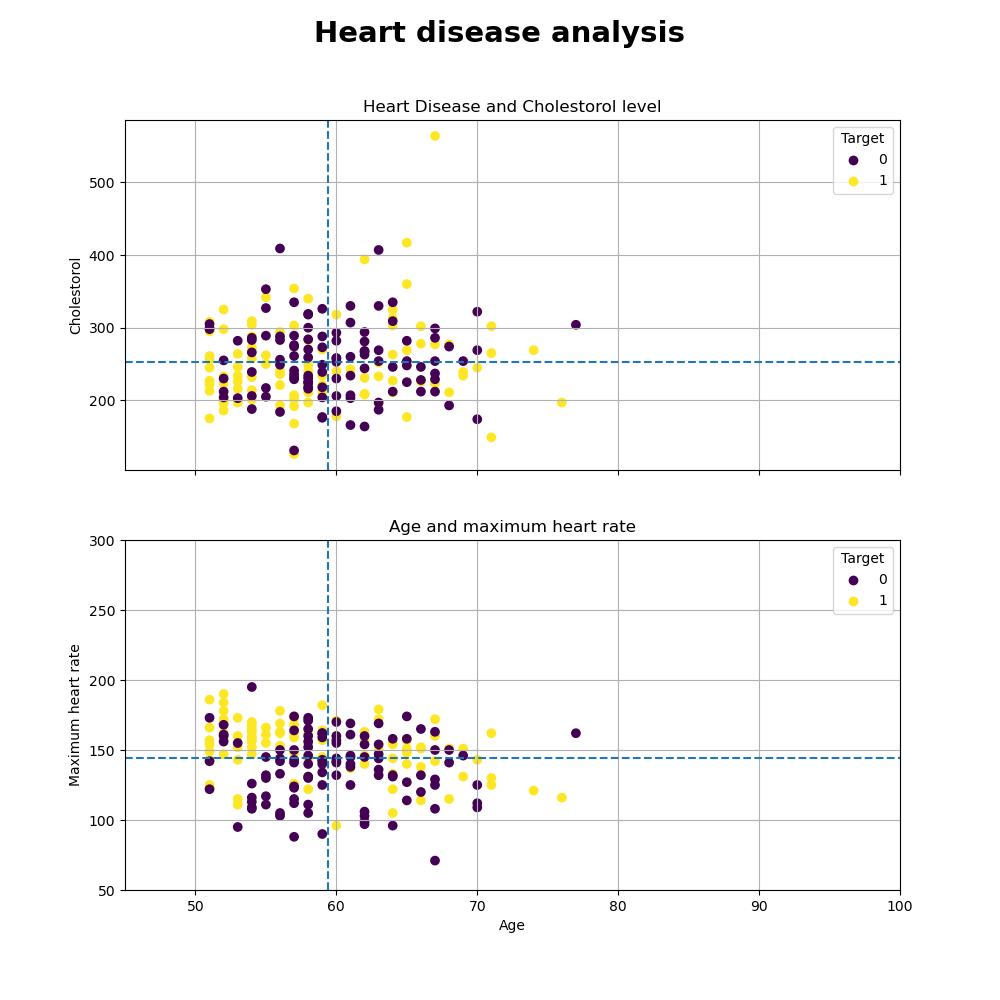 Heart disease analysis
Heart Disease and Cholestorol level
Target
0
1
500
400
300
200
Cholestorol
Age and maximum heart rate
Target
0
1
300
250
200
150
100
50
Maximum heart rate
50 60 70 80 90 100
Age